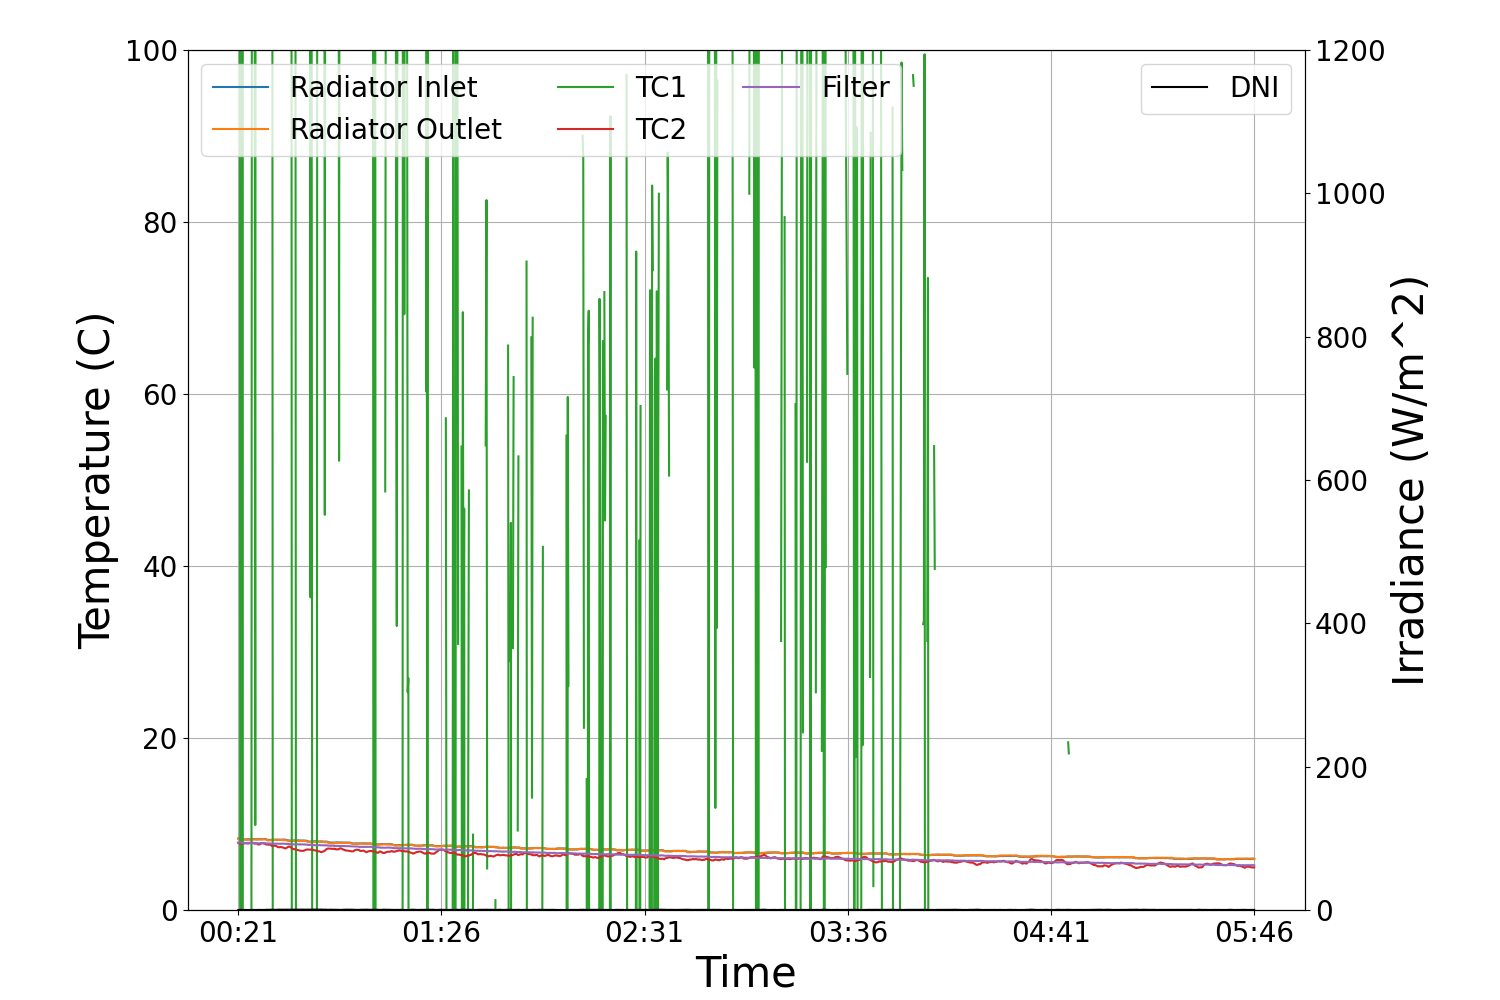 100
80
60
40
20
0
Temperature (C)
Radiator Inlet
Radiator Outlet
TC1
TC2
Filter
DNI
1200
1000
800
600
400
200
0
Irradiance (W/m^2)
00:21 01:26 02:31 03:36 04:41 05:46
Time